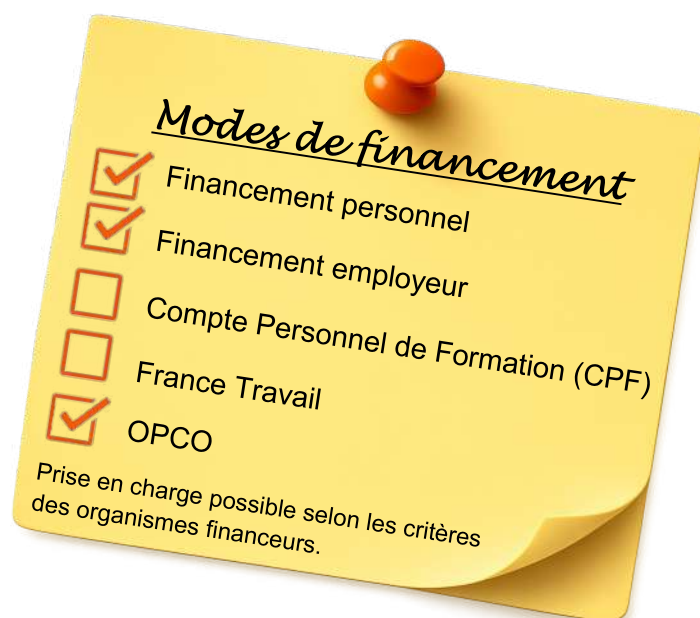 Modes de financement
Financement personnel
Financement employeur
Compte Personnel de Formation (CPF)
France Travail
OPCO
Prise en charge possible selon les critères
des organismes financeurs.